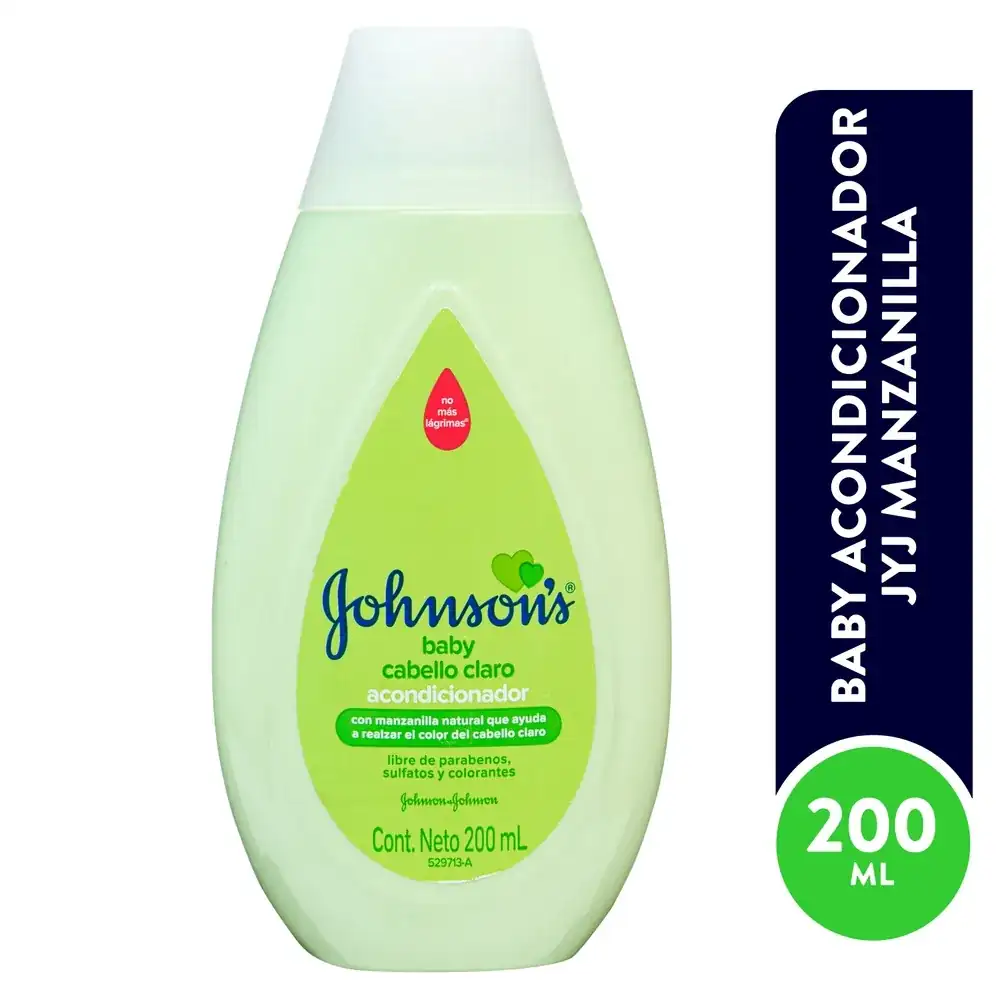 no
más
lágrimas®
Johnson's®
baby
cabello claro
acondicionador
con manzanilla natural que ayuda
a realzar el color del cabello claro
libre de parabenos,
sulfatos y colorantes
Johnson & Johnson
Cont. Neto 200 mL
529713-A
BABY ACONDICIONADOR
JYJ MANZANILLA
200
ML